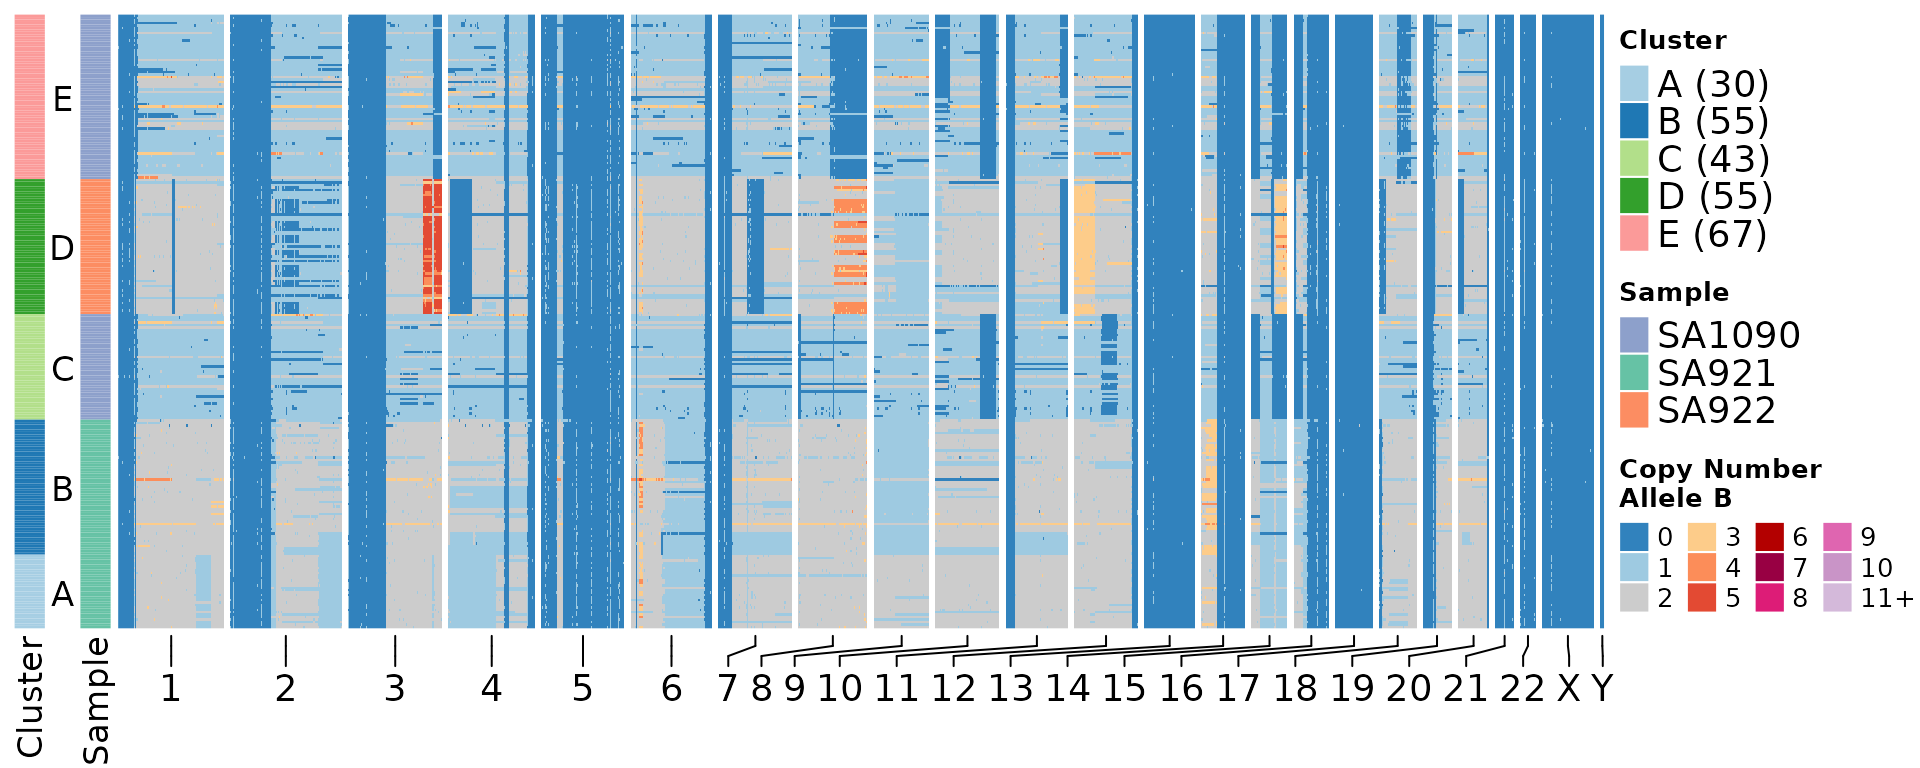 E
D
C
B
A
Cluster
Sample
1 2 3 4 5 6 7 8 9 10 11 12 13 14 15 16 17 18 19 20 21 22 X Y
Cluster
A (30)
B (55)
C (43)
D (55)
E (67)
Sample
SA1090
SA921
SA922
Copy Number
Allele B
0 3 6 9
1 4 7 10
2 5 8 11+